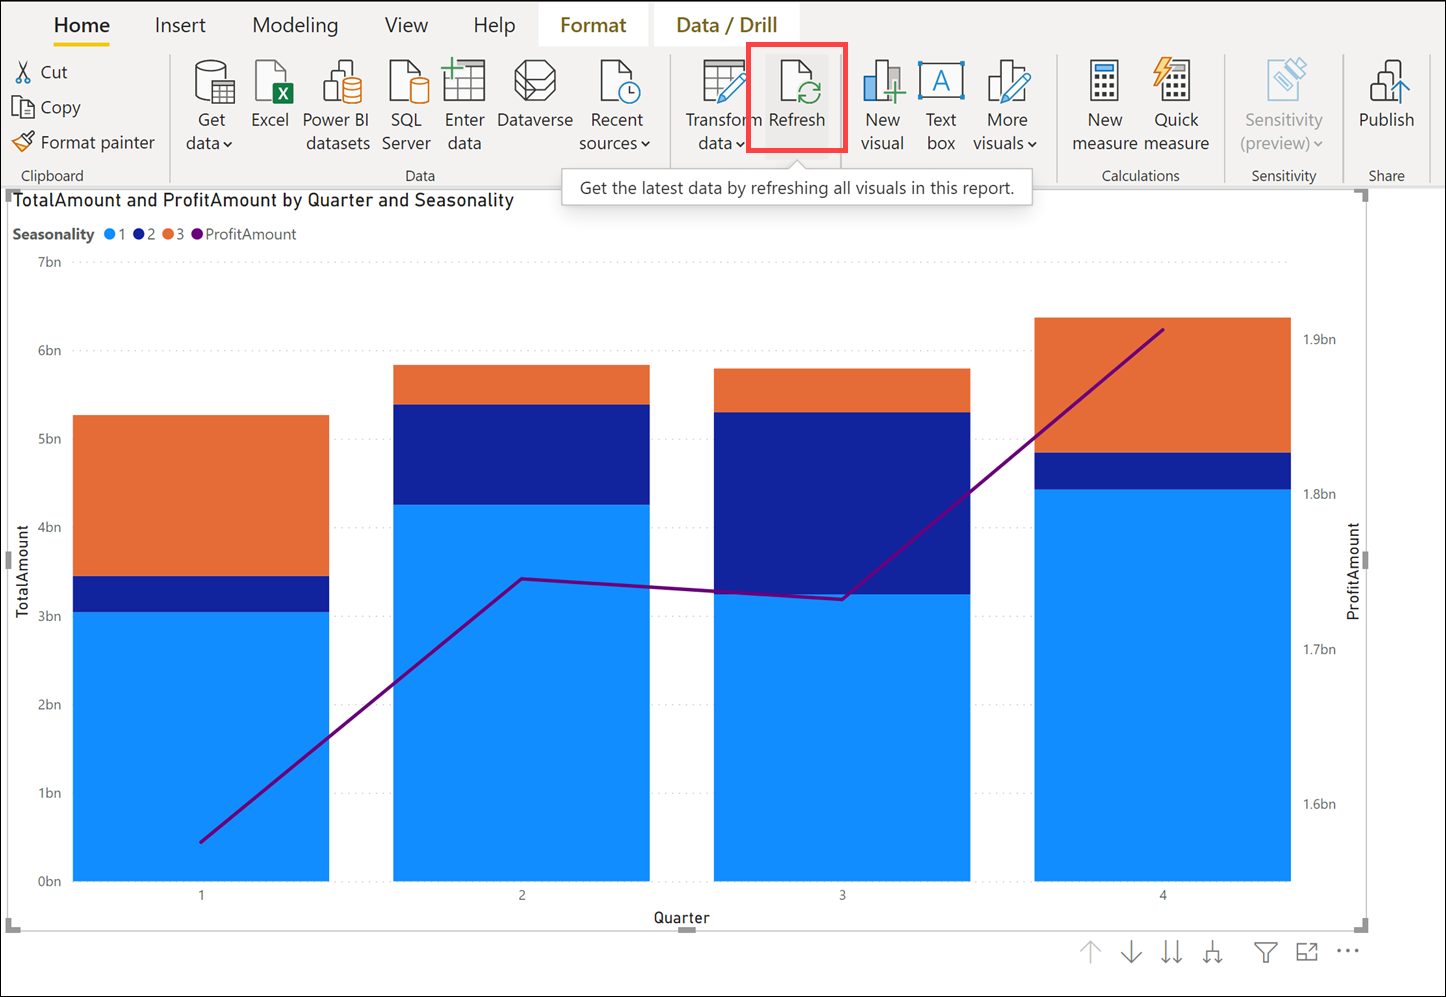 Home Insert Modeling View Help Format Data / Drill
Cut
Copy
Format painter
Clipboard
Get data
Excel
Power BI datasets
SQL Server
Enter data
Dataverse
Recent sources
Data
Transform data
Refresh
New visual
A
Text box
More visuals
New measure
Quick measure
Calculations
Sensitivity (preview)
Sensitivity
Publish
Share
Get the latest data by refreshing all visuals in this report.
TotalAmount and ProfitAmount by Quarter and Seasonality
Seasonality 1 2 3 ProfitAmount
7bn
6bn
5bn
4bn
3bn
2bn
1bn
0bn
TotalAmount
1.9bn
1.8bn
1.7bn
1.6bn
ProfitAmount
1 2 3 4
Quarter